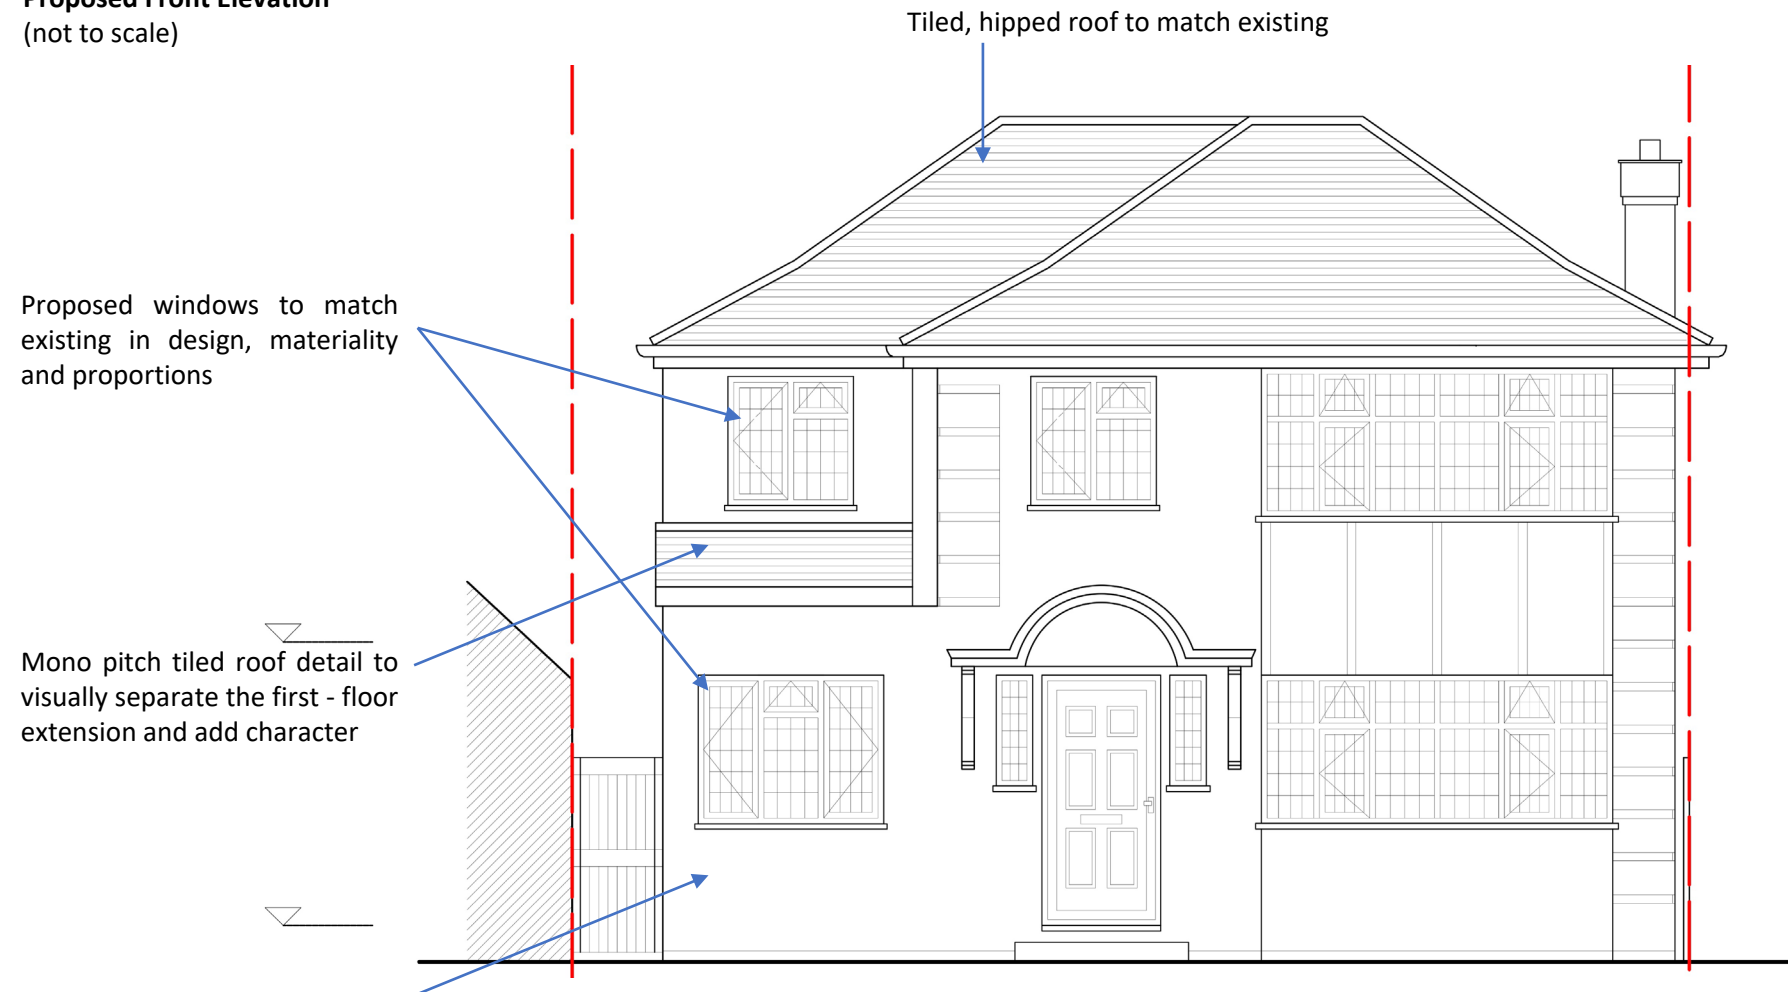 Proposed Front Elevation
(not to scale)
Tiled, hipped roof to match existing
Proposed windows to match
existing in design, materiality
and proportions
Mono pitch tiled roof detail to
visually separate the first - floor
extension and add character